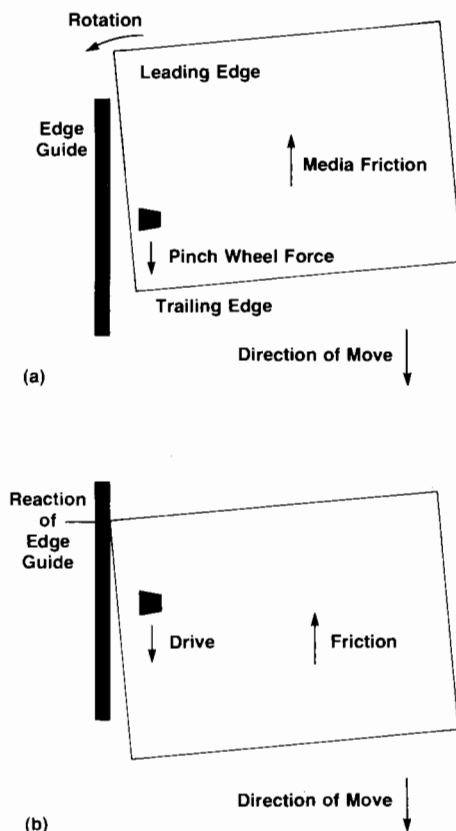 Rotation
Leading Edge
Edge
Guide
Media Friction
Pinch Wheel Force
Trailing Edge
Direction of Move
(a)
Reaction
of
Edge
Guide
Drive
Friction
Direction of Move
(b)